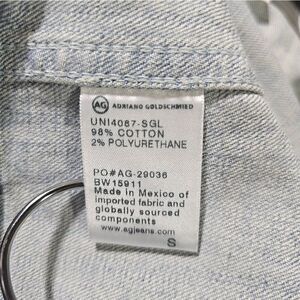 AG ADRIANO GOLDSCHMIED
UNI4087-SGL
98% COTTON
2% POLYURETHANE
PO#AG-29036
BW15911
Made in Mexico of
imported fabric and
globally sourced
components
www.agjeans.com
S